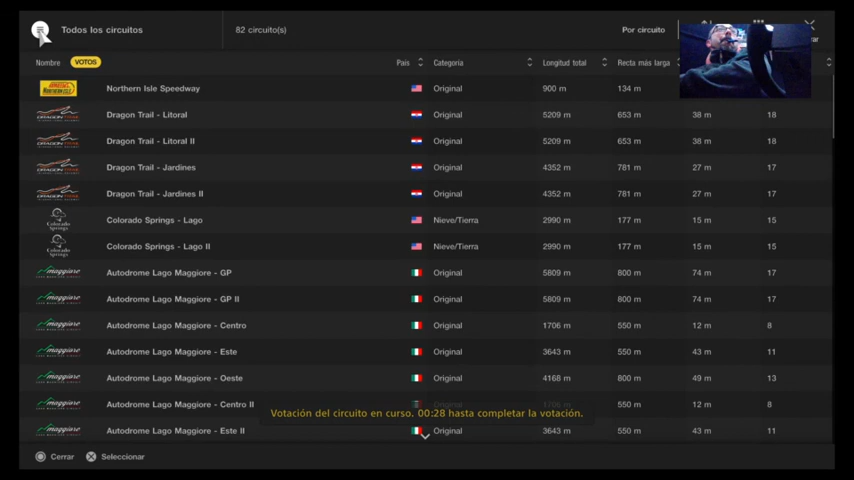 Todos los circuitos 82 circuito(s) Por circuito
Nombre VOTOS País Categoría Longitud total Recta más larga
Northern Isle Speedway Original 900 m 134 m
Dragon Trail - Litoral Original 5209 m 653 m 38 m 18
Dragon Trail - Litoral II Original 5209 m 653 m 38 m 18
Dragon Trail - Jardines Original 4352 m 781 m 27 m 17
Dragon Trail - Jardines II Original 4352 m 781 m 27 m 17
Colorado Springs - Lago Nieve/Tierra 2990 m 177 m 15 m 15
Colorado Springs - Lago II Nieve/Tierra 2990 m 177 m 15 m 15
Autodrome Lago Maggiore - GP Original 5809 m 800 m 74 m 17
Autodrome Lago Maggiore - GP II Original 5809 m 800 m 74 m 17
Autodrome Lago Maggiore - Centro Original 1706 m 550 m 12 m 8
Autodrome Lago Maggiore - Este Original 3643 m 550 m 43 m 11
Autodrome Lago Maggiore - Oeste Original 4168 m 800 m 49 m 13
Autodrome Lago Maggiore - Centro II Original 1706 m 550 m 12 m 8
Votación del circuito en curso. 00:28 hasta completar la votación.
Autodrome Lago Maggiore - Este II Original 3643 m 550 m 43 m 11
Cerrar Seleccionar